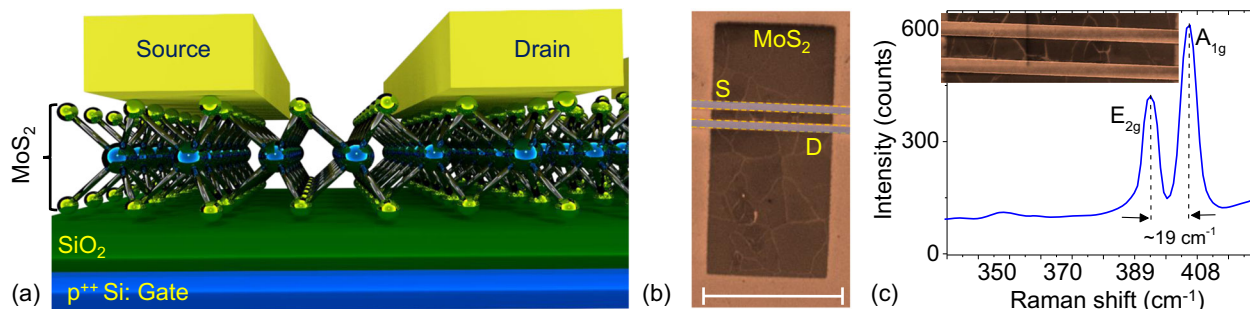 Source
Drain
MoS₂
SiO₂
p⁺⁺ Si: Gate
(a)
MoS₂
S
D
(b)
Intensity (counts)
600
300
0
E₂g
A₁g
~19 cm⁻¹
350 370 389 408
Raman shift (cm⁻¹)
(c)